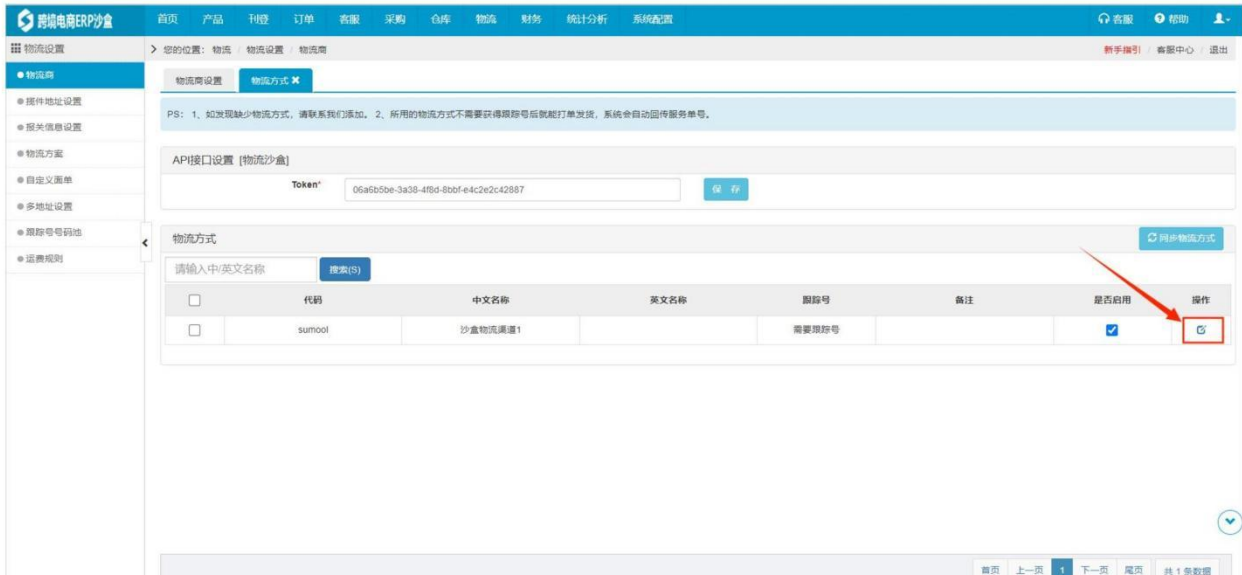 跨境电商ERP沙盒 首页 产品 刊登 订单 客服 采购 仓库 物流 财务 统计分析 系统配置 客服 帮助
物流设置 您的位置: 物流 / 物流设置 / 物流商 新手指引 / 客服中心 / 退出
物流商
物流商设置 物流方式
揽件地址设置
PS: 1、如发现缺少物流方式, 请联系我们添加。 2、所用的物流方式不需要获得跟踪号后就能打单发货, 系统会自动回传服务单号。
报关信息设置
物流方案
API接口设置 [物流沙盒]
自定义面单
Token* 06a6b5be-3a38-4f8d-8bbf-e4c2e2c42887 保 存
多地址设置
跟踪号号码池
物流方式 同步物流方式
运费规则
请输入中/英文名称 搜索(S)
代码 中文名称 英文名称 跟踪号 备注 是否启用 操作
sumool 沙盒物流渠道1 需要跟踪号
首页 上一页 1 下一页 尾页 共 1 条数据